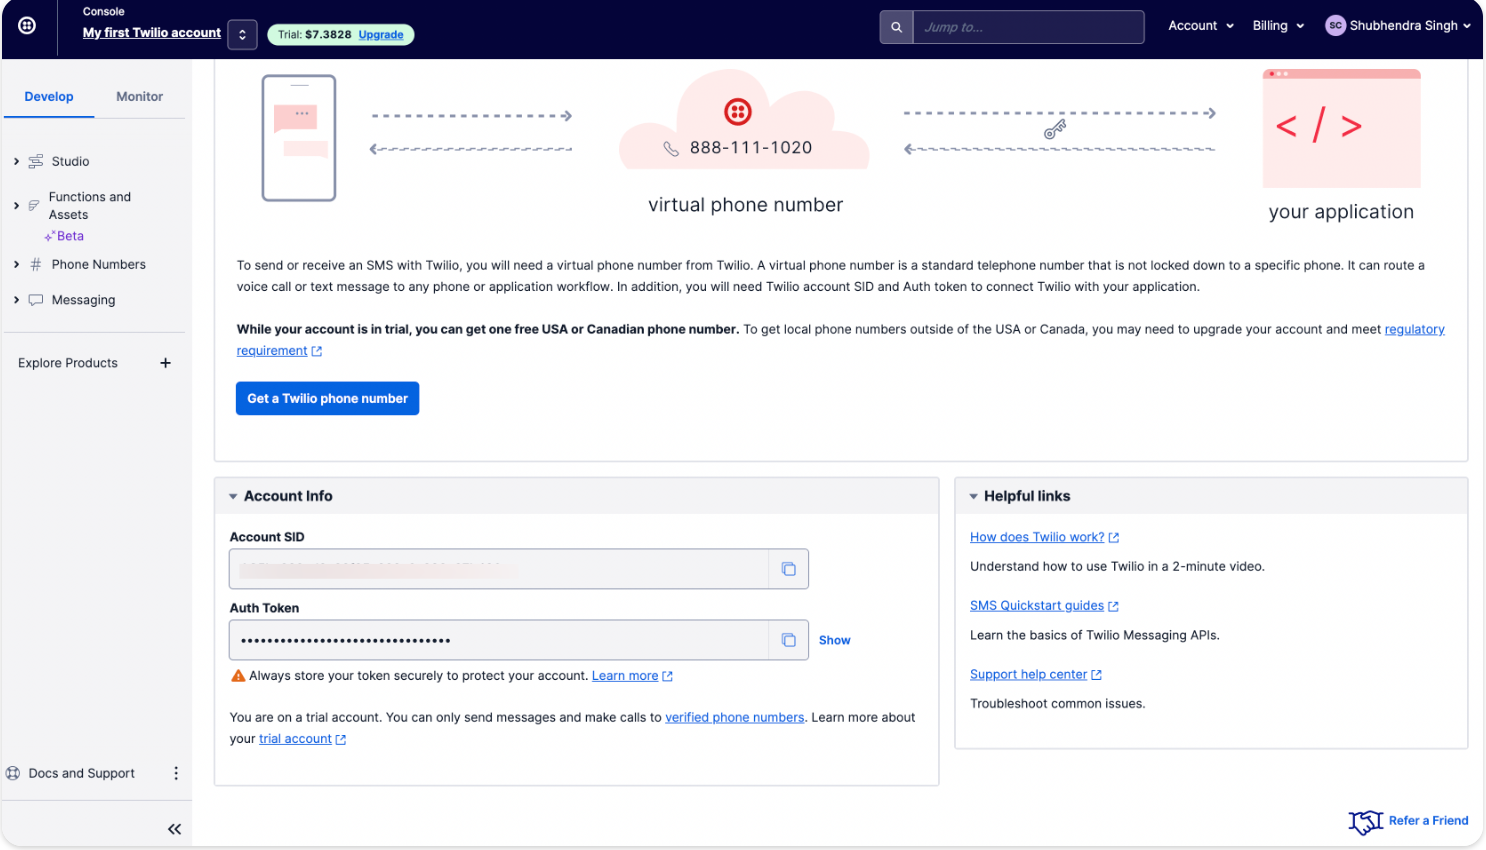 Console
My first Twilio account
Trial: $7.3828 Upgrade
Jump to...
Account
Billing
SC Shubhendra Singh
Develop
Monitor
Studio
Functions and
Assets
Beta
Phone Numbers
Messaging
Explore Products
Docs and Support
888-111-1020
virtual phone number
</>
your application
To send or receive an SMS with Twilio, you will need a virtual phone number from Twilio. A virtual phone number is a standard telephone number that is not locked down to a specific phone. It can route a
voice call or text message to any phone or application workflow. In addition, you will need Twilio account SID and Auth token to connect Twilio with your application.
While your account is in trial, you can get one free USA or Canadian phone number. To get local phone numbers outside of the USA or Canada, you may need to upgrade your account and meet regulatory
requirement
Get a Twilio phone number
Account Info
Account SID
Auth Token
Show
Always store your token securely to protect your account. Learn more
You are on a trial account. You can only send messages and make calls to verified phone numbers. Learn more about
your trial account
Helpful links
How does Twilio work?
Understand how to use Twilio in a 2-minute video.
SMS Quickstart guides
Learn the basics of Twilio Messaging APIs.
Support help center
Troubleshoot common issues.
Refer a Friend